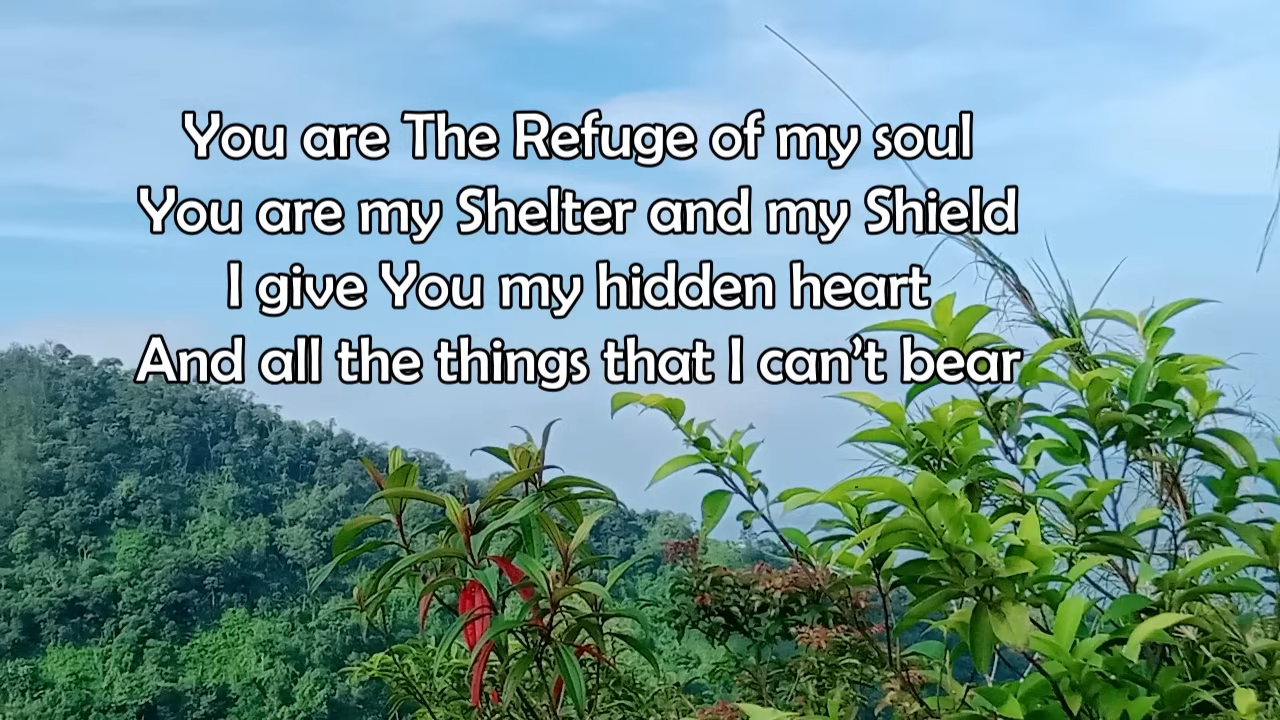 You are The Refuge of my soul
You are my Shelter and my Shield
I give You my hidden heart
And all the things that I can’t bear